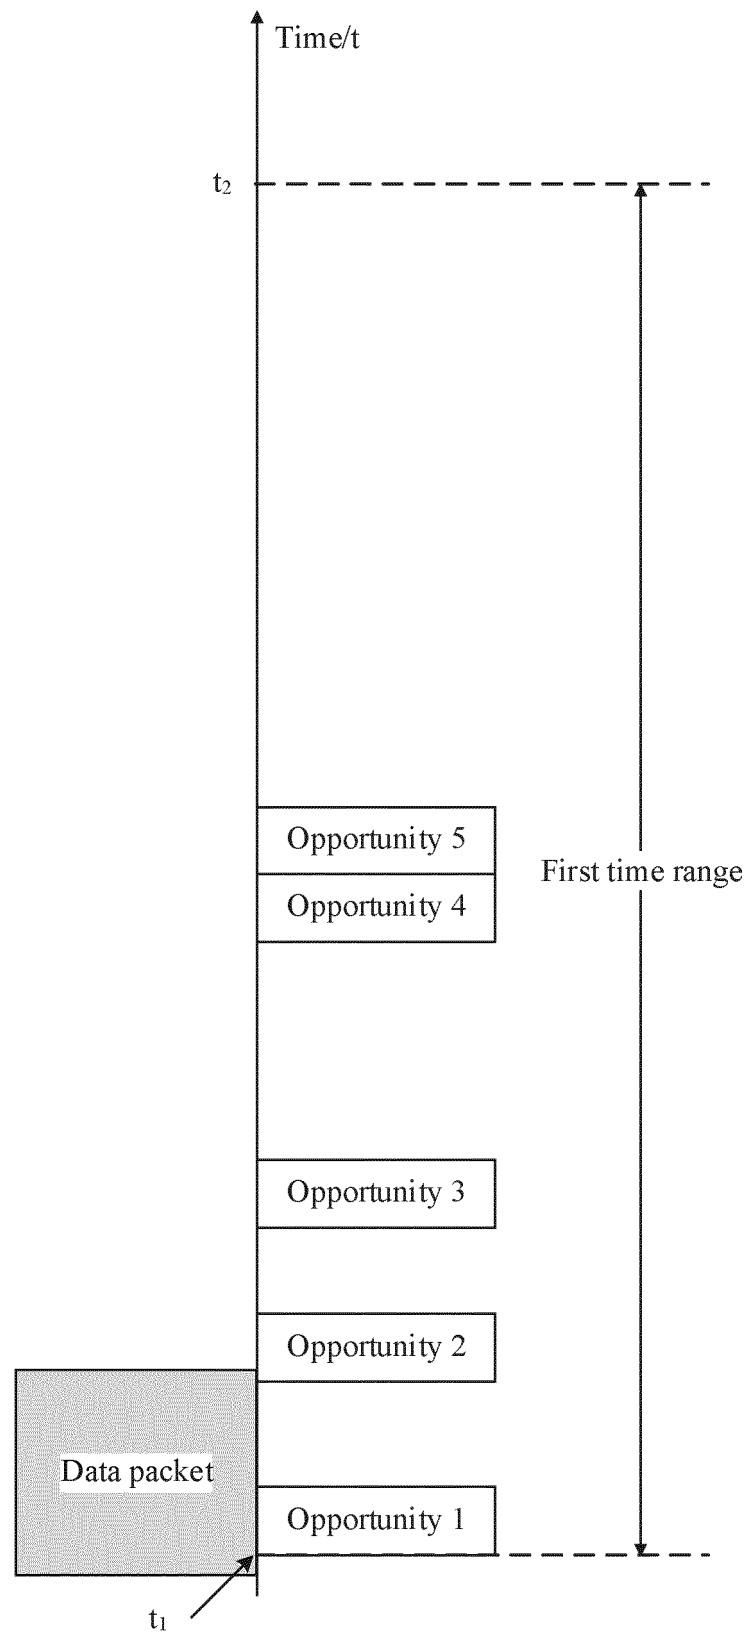 Time/t
t₂
Opportunity 5
First time range
Opportunity 4
Opportunity 3
Opportunity 2
Data packet
Opportunity 1
t₁